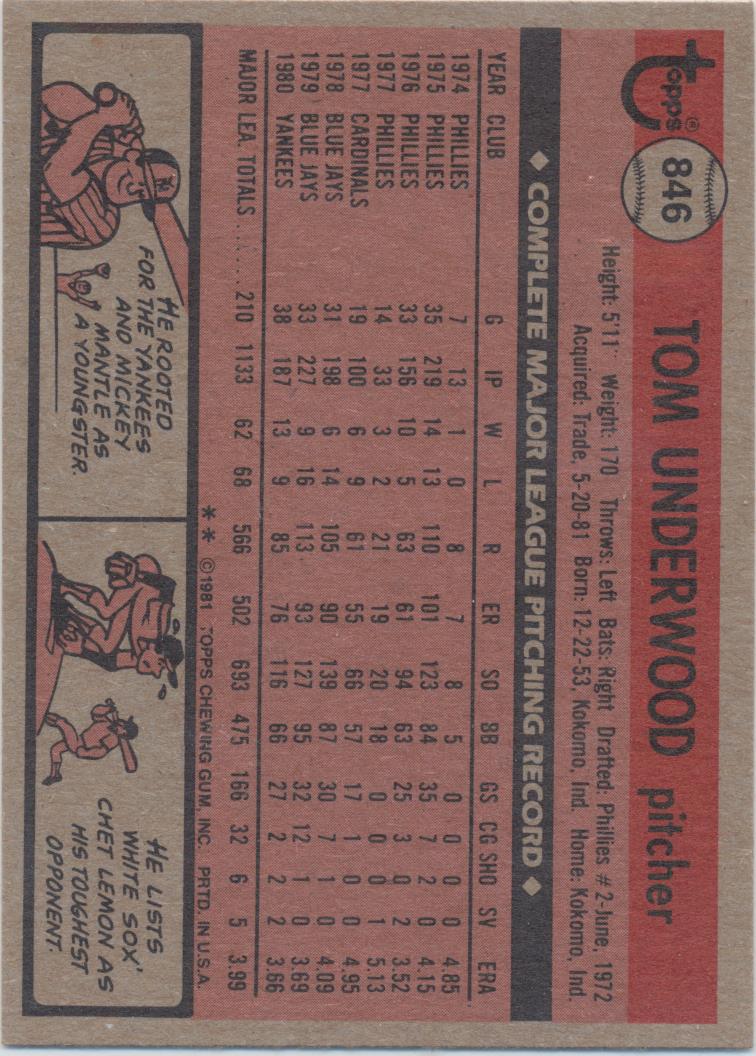 topps®
846
TOM UNDERWOOD pitcher
Height: 5'11" Weight: 170 Throws: Left Bats: Right Drafted: Phillies #2-June, 1972
Acquired: Trade, 5-20-81 Born: 12-22-53, Kokomo, Ind. Home: Kokomo, Ind.
◆ COMPLETE MAJOR LEAGUE PITCHING RECORD ◆
YEAR CLUB G IP W L R ER SO BB GS CG SHO SV ERA
1974 PHILLIES 7 13 1 0 8 7 8 5 0 0 0 0 4.85
1975 PHILLIES 35 219 14 13 110 101 123 84 35 7 2 0 4.15
1976 PHILLIES 33 156 10 5 63 61 94 63 25 3 0 2 3.52
1977 PHILLIES 14 33 3 2 21 19 20 18 0 0 0 1 5.13
1977 CARDINALS 19 100 6 9 61 55 66 57 17 1 0 0 4.95
1978 BLUE JAYS 31 198 6 14 105 90 139 87 30 7 1 0 4.09
1979 BLUE JAYS 33 227 9 16 113 93 127 95 32 12 1 0 3.69
1980 YANKEES 38 187 13 9 85 76 116 66 27 2 2 2 3.66
MAJOR LEA. TOTALS...... 210 1133 62 68 566 502 693 475 166 32 6 5 3.99
** ©1981 TOPPS CHEWING GUM, INC. PRTD. IN U.S.A.
NY
HE ROOTED
FOR THE YANKEES
AND MICKEY
MANTLE AS
A YOUNGSTER.
HE LISTS
WHITE SOX'
CHET LEMON AS
HIS TOUGHEST
OPPONENT.